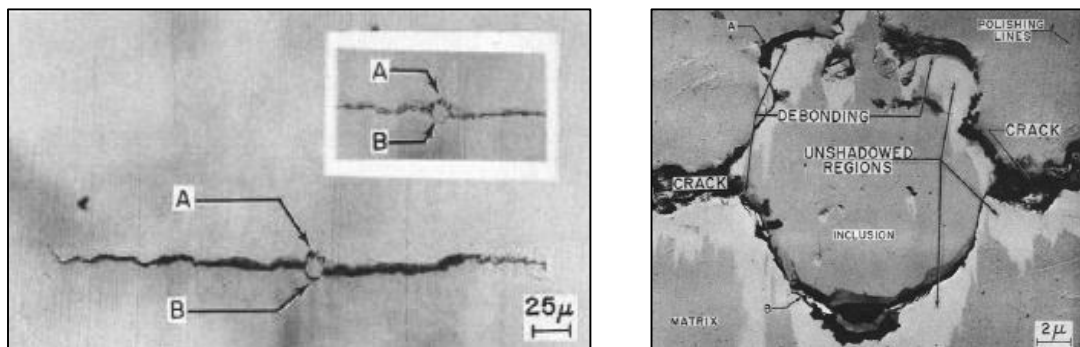 A
B
A
B
25μ
A
POLISHING
LINES
DEBONDING
CRACK
UNSHADOWED
REGIONS
CRACK
INCLUSION
B
MATRIX
2μ